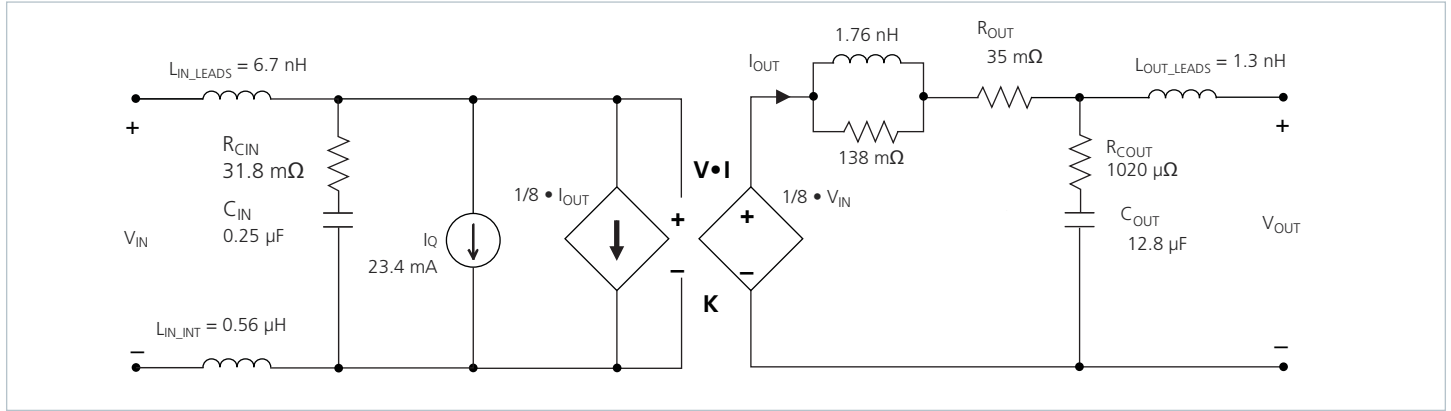 L_IN_LEADS = 6.7 nH
1.76 nH
R_OUT
35 mΩ
I_OUT
L_OUT_LEADS = 1.3 nH
+
R_CIN
31.8 mΩ
138 mΩ
+
R_COUT
1020 µΩ
V•I
1/8 • I_OUT
1/8 • V_IN
+
+
C_IN
0.25 µF
C_OUT
12.8 µF
V_IN
I_Q
23.4 mA
V_OUT
–
–
K
L_IN_INT = 0.56 µH
–
–